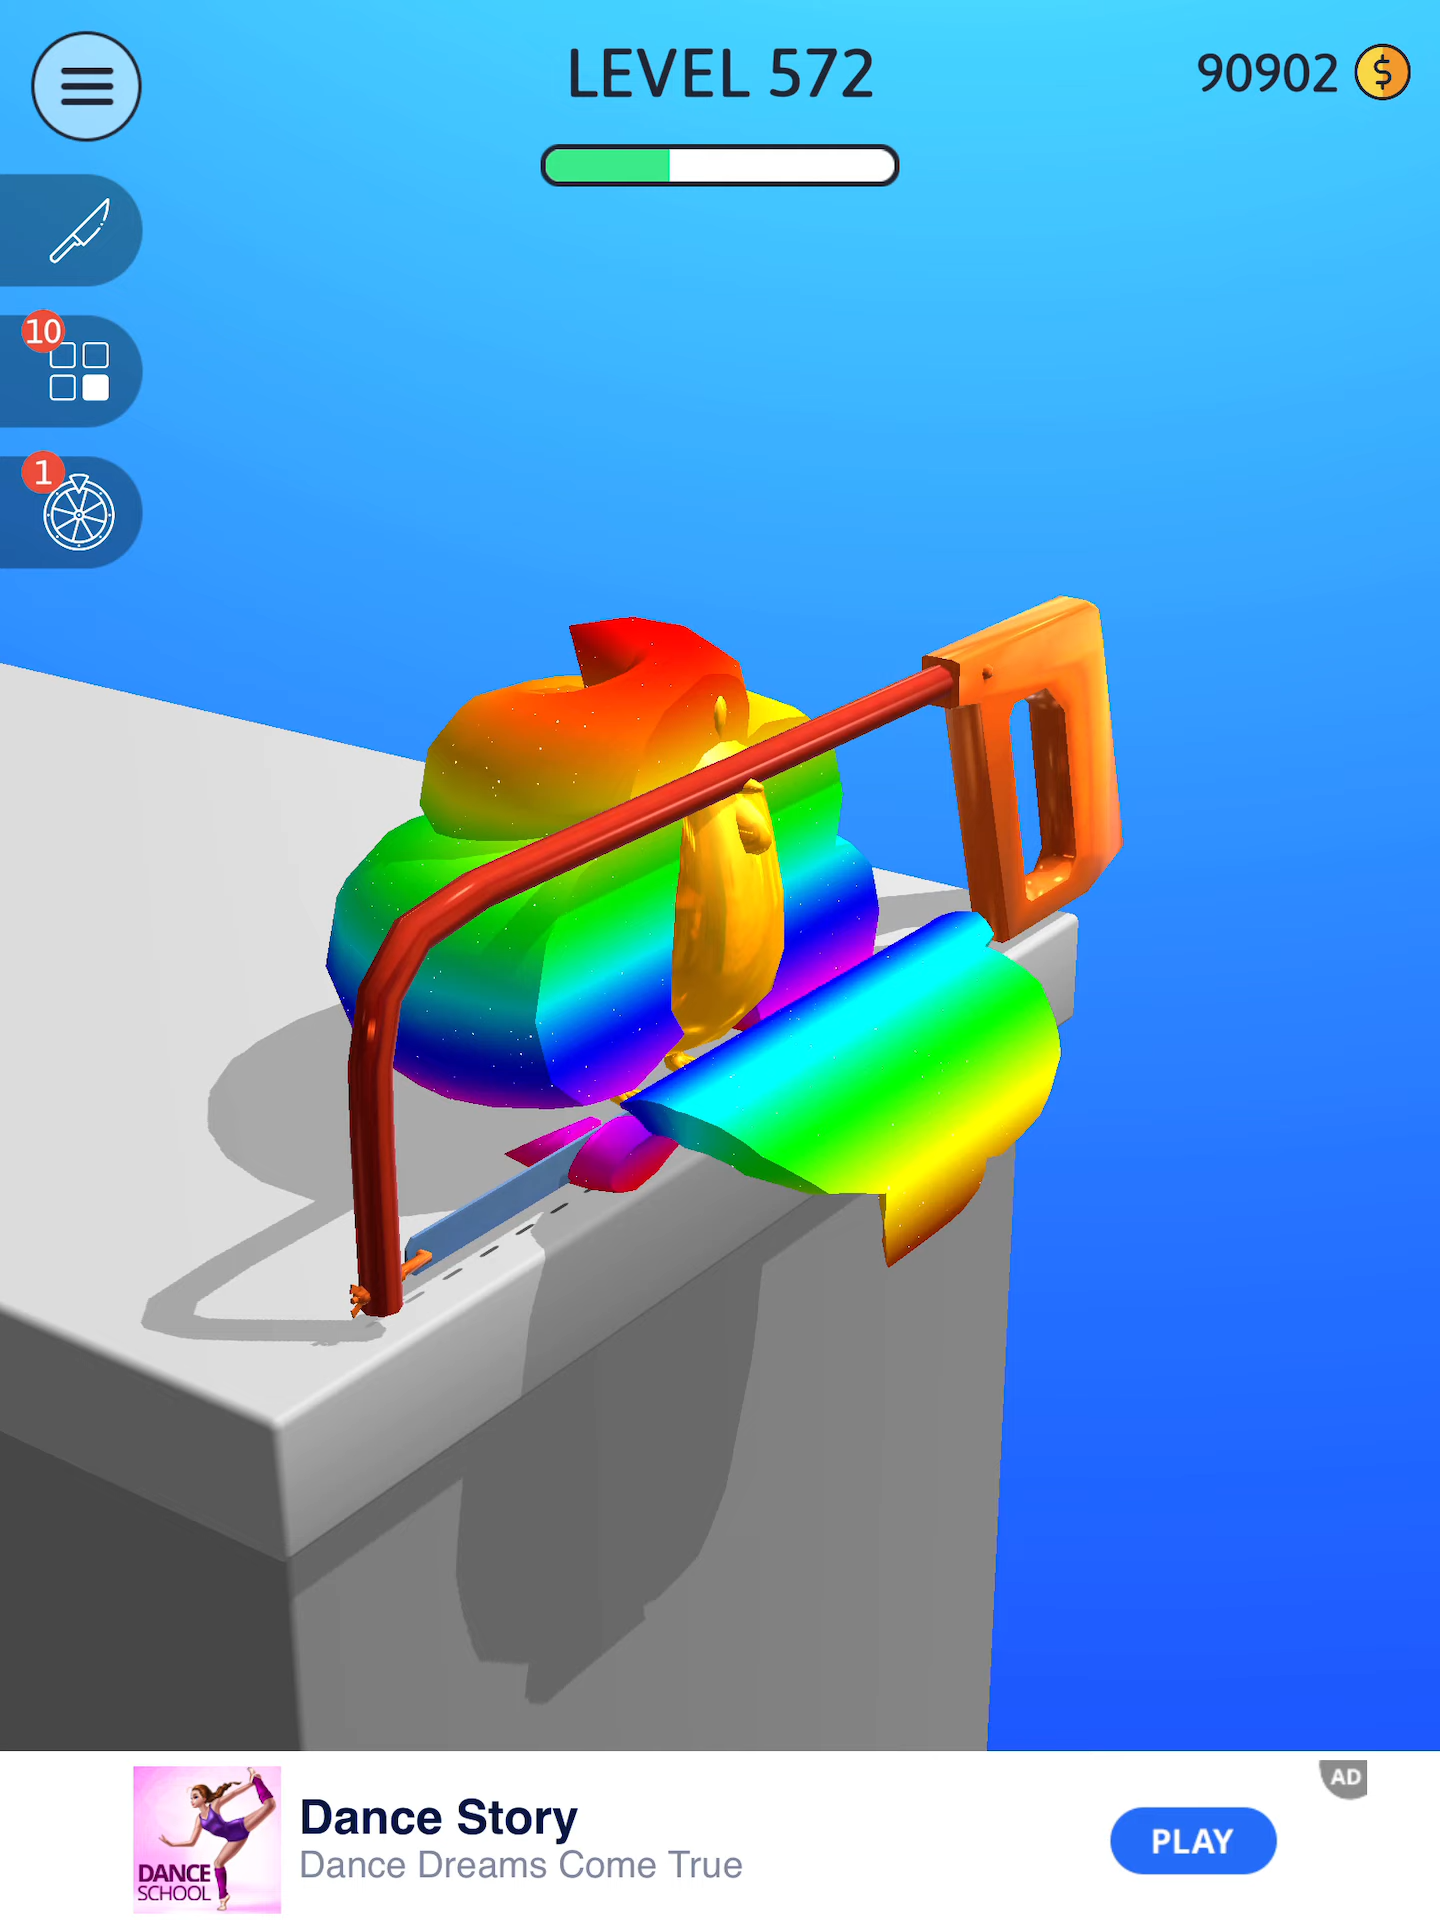 LEVEL 572
90902
10
1
AD
Dance Story
Dance Dreams Come True
PLAY
DANCE
SCHOOL